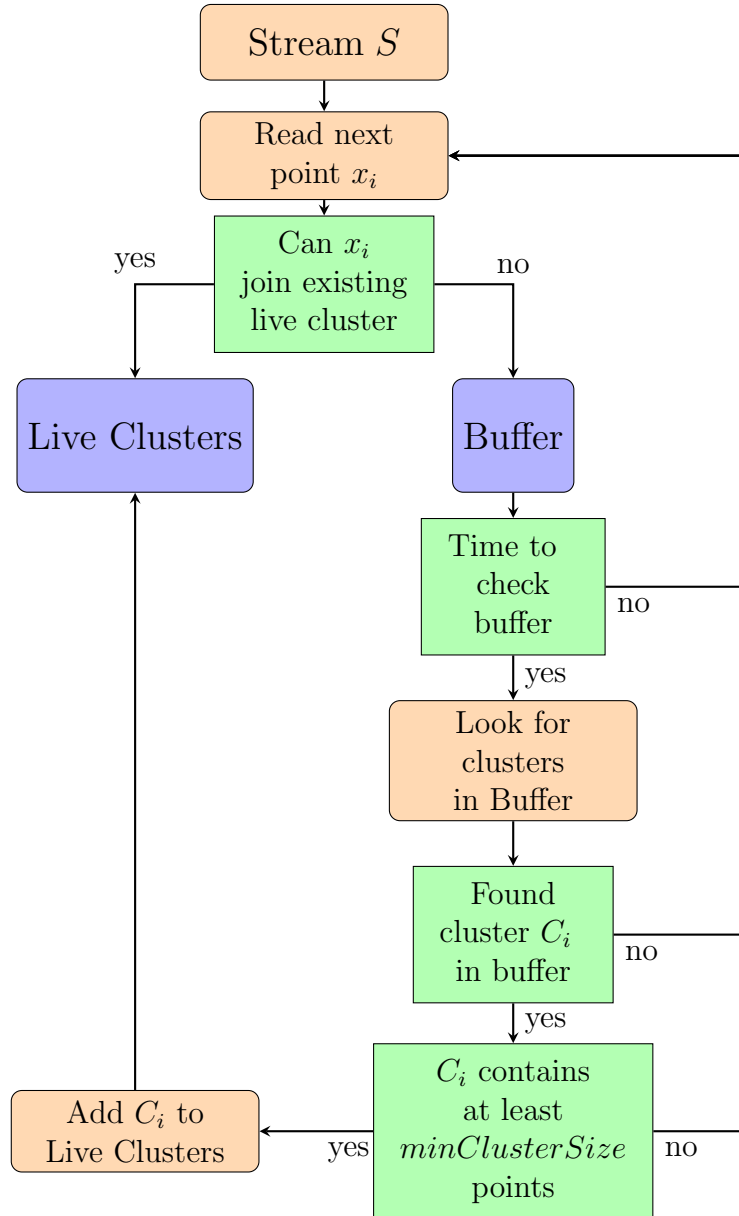 Stream S
Read next
point x_i
Can x_i
join existing
live cluster
yes
no
Live Clusters
Buffer
Time to
check
buffer
no
yes
Look for
clusters
in Buffer
Found
cluster C_i
in buffer
no
yes
C_i contains
at least
minClusterSize
points
yes
no
Add C_i to
Live Clusters